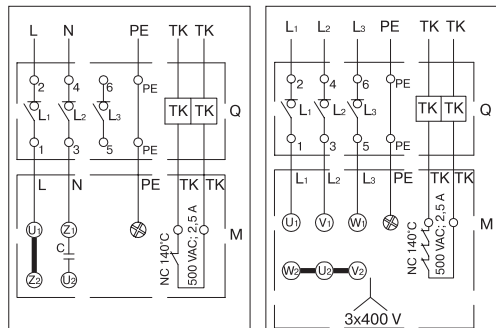 L N PE TK TK
2 4 6 PE
L1 L2 L3 TK TK Q
1 3 5 PE
L N PE TK TK
U1 Z1 M
C
Z2 U2
NC 140°C
500 VAC; 2,5 A
L1 L2 L3 PE TK TK
2 4 6 PE
L1 L2 L3 TK TK Q
1 3 5 PE
L1 L2 L3 PE TK TK
U1 V1 W1 M
W2 U2 V2
NC 140°C
500 VAC; 2,5 A
3x400 V